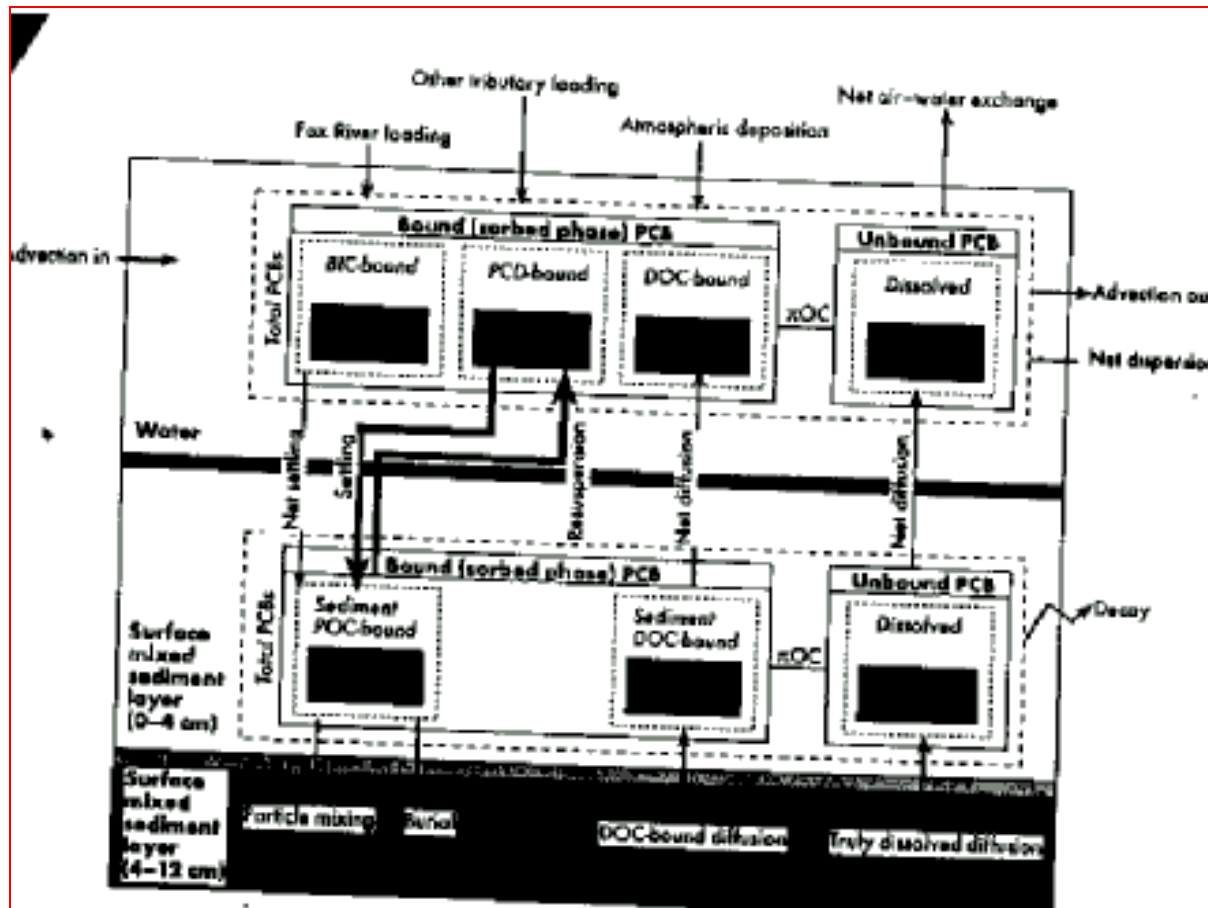 Other tributary loading
Net air-water exchange
Fox River loading
Atmospheris deposition
Bound (sorbed phase) PCB
Unbound PCB
Advection in
Total PCBs
BIC-bound
PCD-bound
DOC-bound
Dissolved
πOC
Advection ou
Net dispersion
Water
Net settling
Settling
Resuspension
Net diffusion
Net diffusion
Bound (sorbed phase) PCB
Unbound PCB
Total PCBs
Sediment
POC-bound
Sediment
DOC-bound
πOC
Dissolved
Decay
Surface
mixed
sediment
layer
(0-4 cm)
Surface
mixed
sediment
layer
(4-12 cm)
Particle mixing
Burial
DOC-bound diffusion
Truly dissolved diffusion